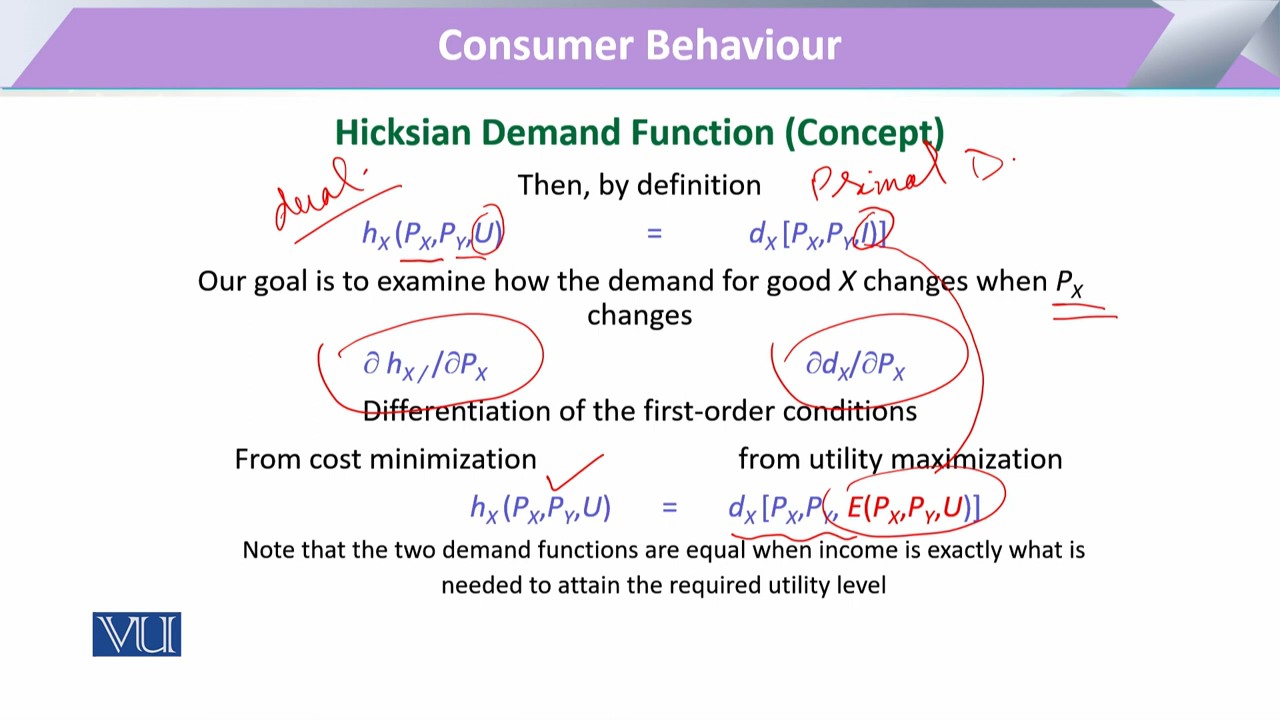 Consumer Behaviour
Hicksian Demand Function (Concept)
dual. Then, by definition Primal D.
hX (PX,PY,U) = dX [PX,PY,I)]
Our goal is to examine how the demand for good X changes when PX
changes
∂ hX/ /∂PX ∂dX/∂PX
Differentiation of the first-order conditions
From cost minimization from utility maximization
hX (PX,PY,U) = dX [PX,PY, E(PX,PY,U)]
Note that the two demand functions are equal when income is exactly what is
needed to attain the required utility level
VU